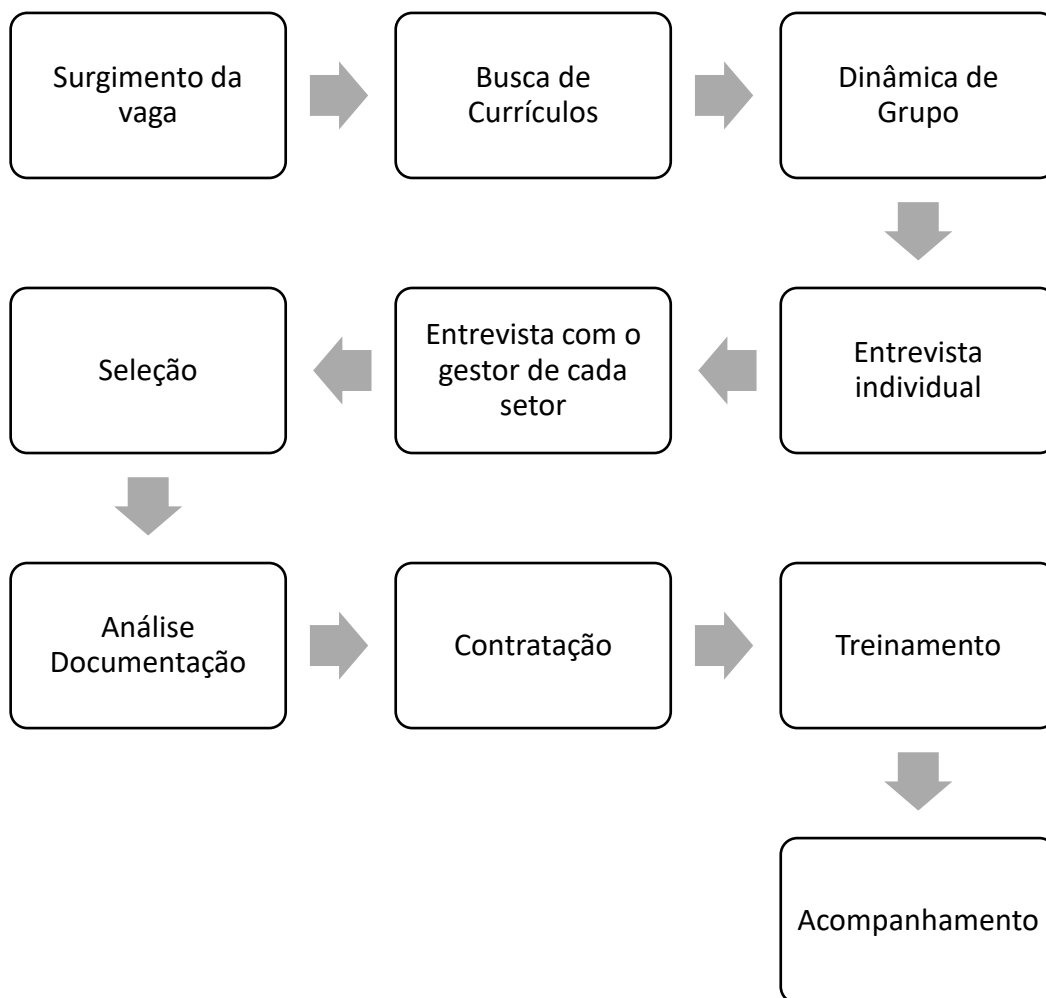 Surgimento da
vaga
Busca de
Currículos
Dinâmica de
Grupo
Entrevista
individual
Entrevista com o
gestor de cada
setor
Seleção
Análise
Documentação
Contratação
Treinamento
Acompanhamento